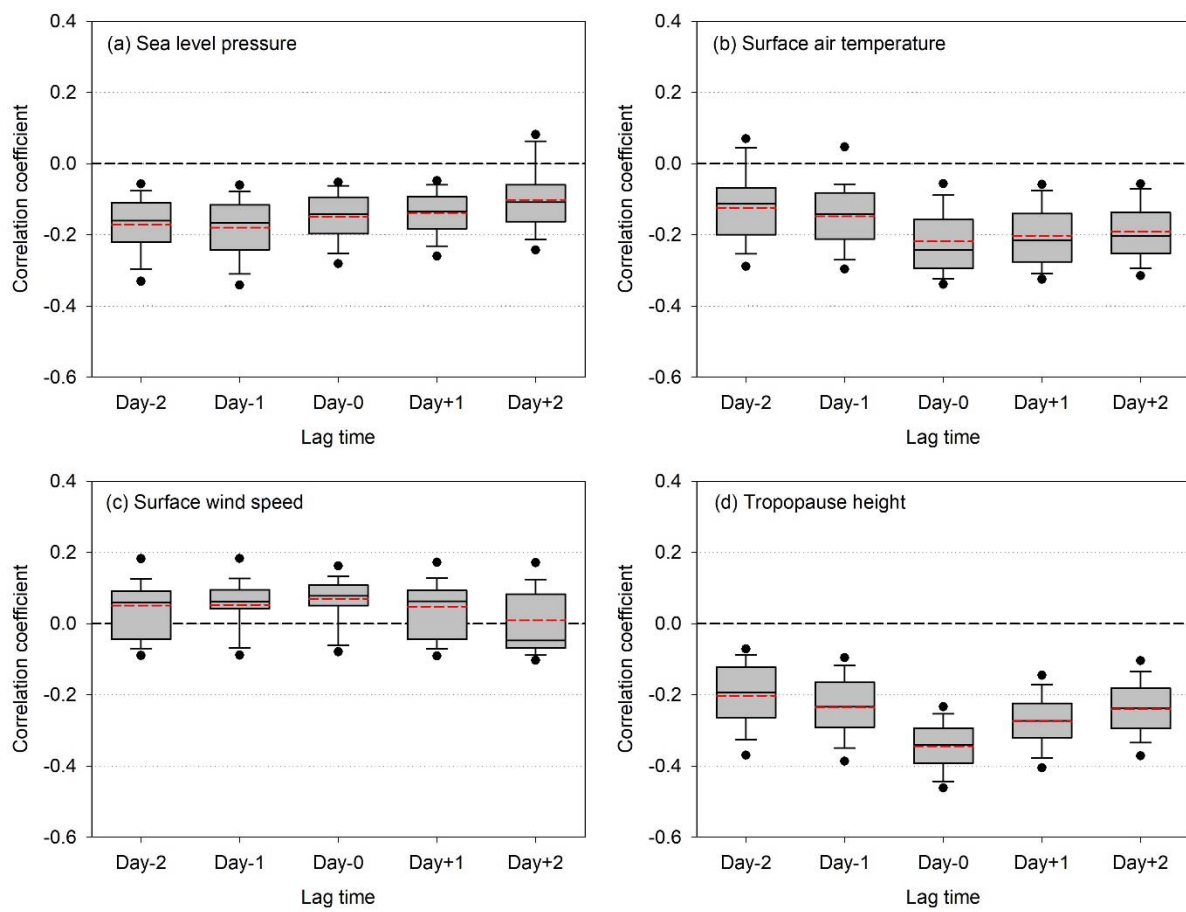 (a) Sea level pressure
Correlation coefficient
0.4
0.2
0.0
-0.2
-0.4
-0.6
Day-2 Day-1 Day-0 Day+1 Day+2
Lag time
(b) Surface air temperature
Correlation coefficient
0.4
0.2
0.0
-0.2
-0.4
-0.6
Day-2 Day-1 Day-0 Day+1 Day+2
Lag time
(c) Surface wind speed
Correlation coefficient
0.4
0.2
0.0
-0.2
-0.4
-0.6
Day-2 Day-1 Day-0 Day+1 Day+2
Lag time
(d) Tropopause height
Correlation coefficient
0.4
0.2
0.0
-0.2
-0.4
-0.6
Day-2 Day-1 Day-0 Day+1 Day+2
Lag time